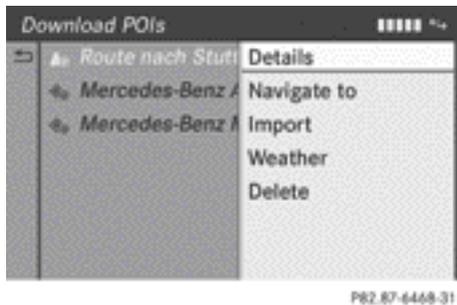 Download POIs
Route nach Stutt
Mercedes-Benz A
Mercedes-Benz M
Details
Navigate to
Import
Weather
Delete
P82.87-6468-31